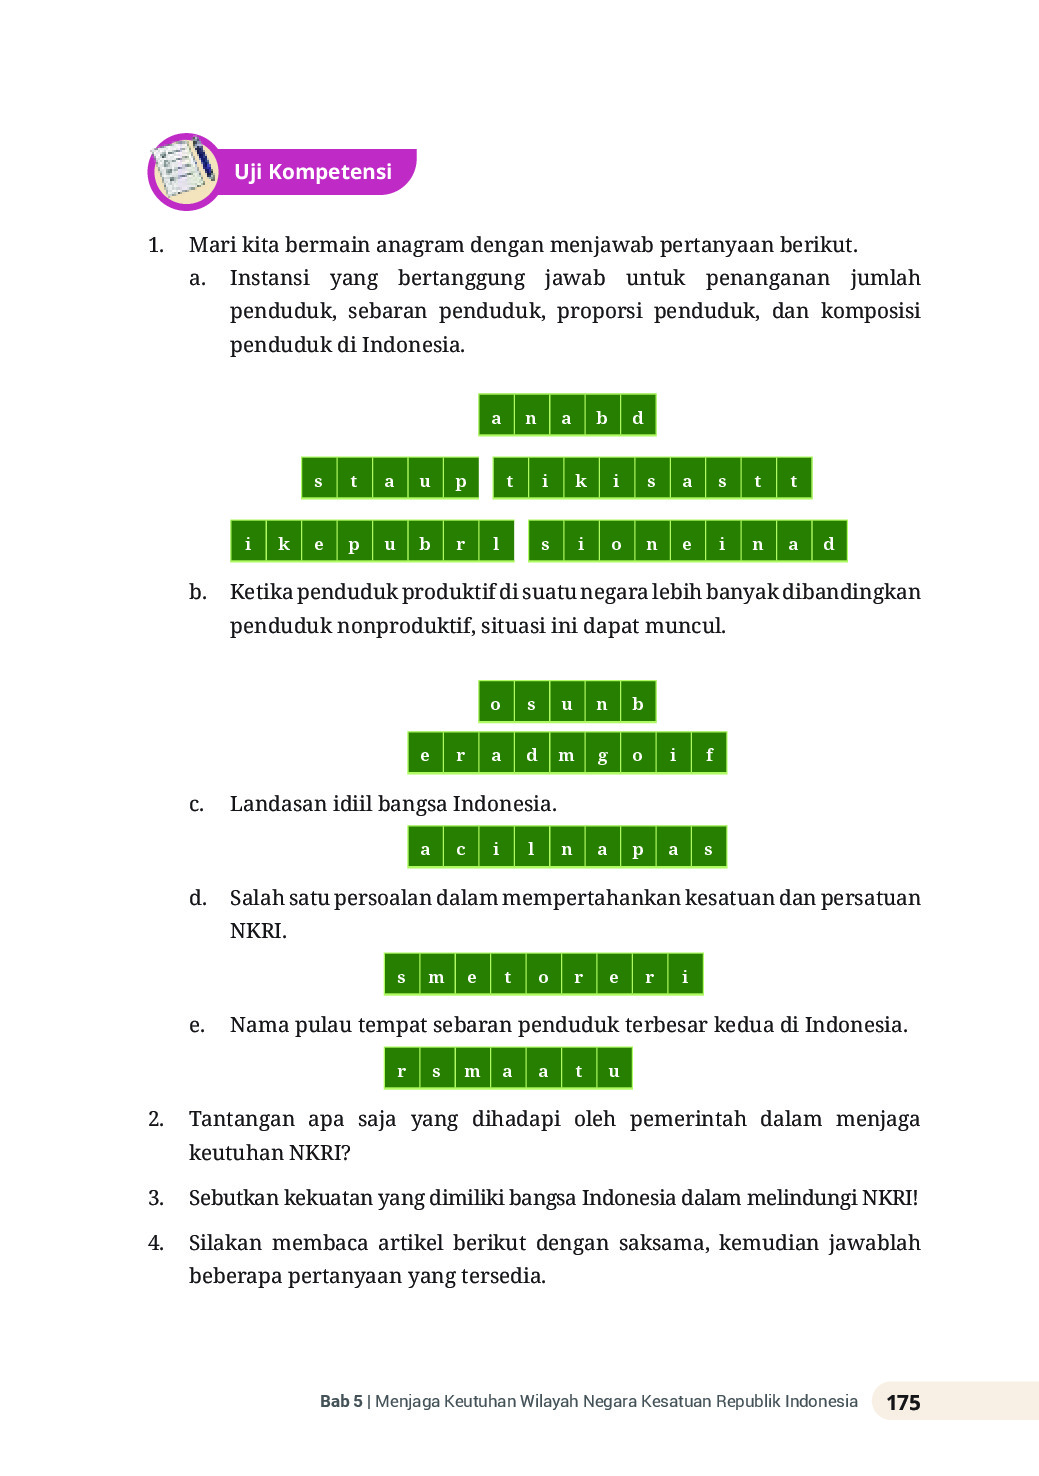 Uji Kompetensi
1. Mari kita bermain anagram dengan menjawab pertanyaan berikut.
a. Instansi yang bertanggung jawab untuk penanganan jumlah
penduduk, sebaran penduduk, proporsi penduduk, dan komposisi
penduduk di Indonesia.
a n a b d
s t a u p t i k i s a s t t
i k e p u b r l s i o n e i n a d
b. Ketika penduduk produktif di suatu negara lebih banyak dibandingkan
penduduk nonproduktif, situasi ini dapat muncul.
o s u n b
e r a d m g o i f
c. Landasan idiil bangsa Indonesia.
a c i l n a p a s
d. Salah satu persoalan dalam mempertahankan kesatuan dan persatuan
NKRI.
s m e t o r e r i
e. Nama pulau tempat sebaran penduduk terbesar kedua di Indonesia.
r s m a a t u
2. Tantangan apa saja yang dihadapi oleh pemerintah dalam menjaga
keutuhan NKRI?
3. Sebutkan kekuatan yang dimiliki bangsa Indonesia dalam melindungi NKRI!
4. Silakan membaca artikel berikut dengan saksama, kemudian jawablah
beberapa pertanyaan yang tersedia.
Bab 5 | Menjaga Keutuhan Wilayah Negara Kesatuan Republik Indonesia 175